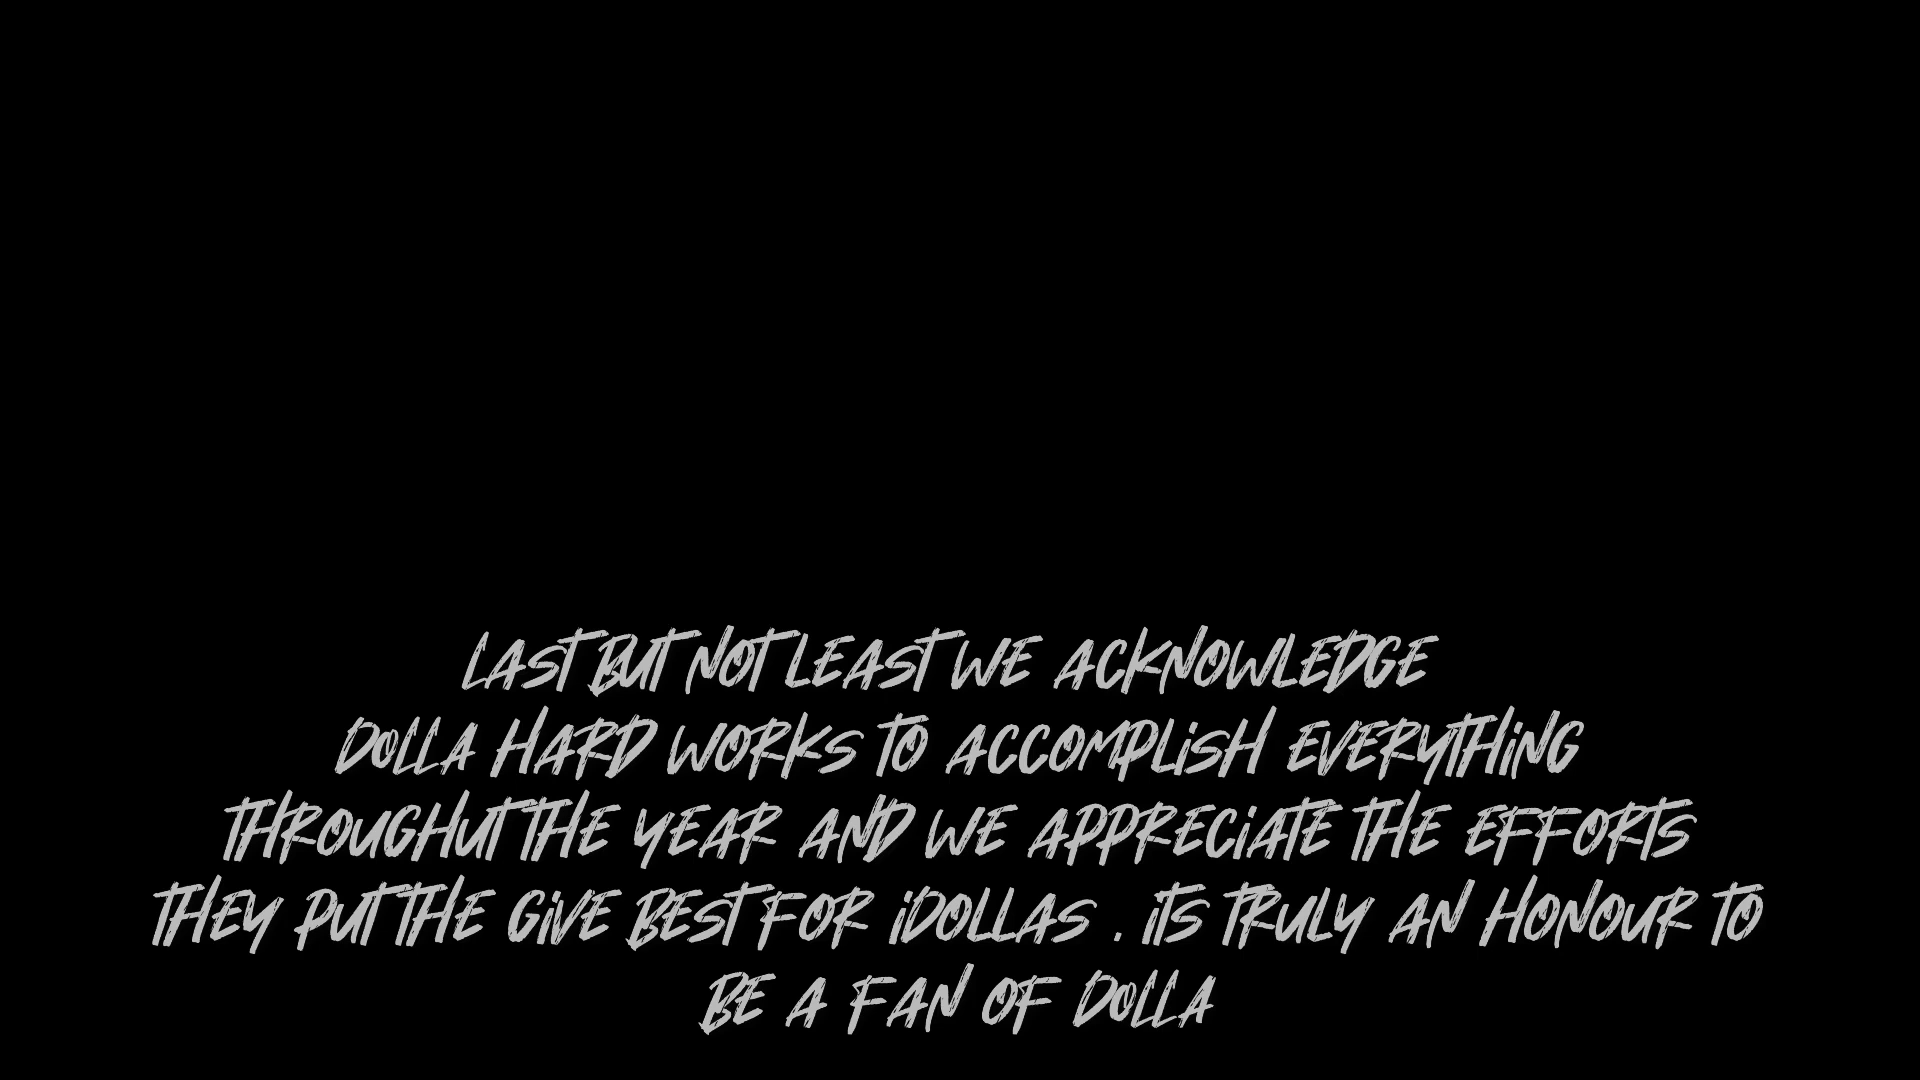 LAST BUT NOT LEAST WE ACKNOWLEDGE
DOLLA HARD WORKS TO ACCOMPLISH EVERYTHING
THROUGHUT THE YEAR AND WE APPRECIATE THE EFFORTS
THEY PUT THE GIVE BEST FOR IDOLLAS . ITS TRULY AN HONOUR TO
BE A FAN OF DOLLA